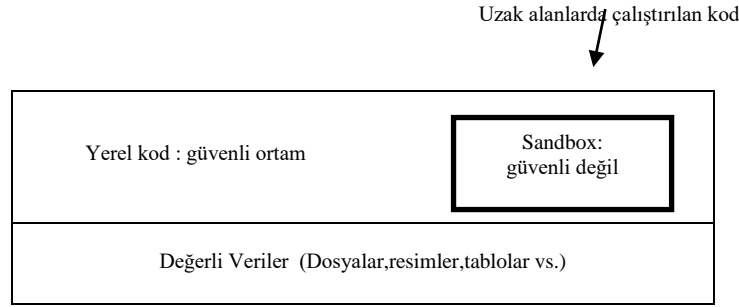 Uzak alanlarda çalıştırılan kod
Yerel kod : güvenli ortam
Sandbox:
güvenli değil
Değerli Veriler (Dosyalar,resimler,tablolar vs.)